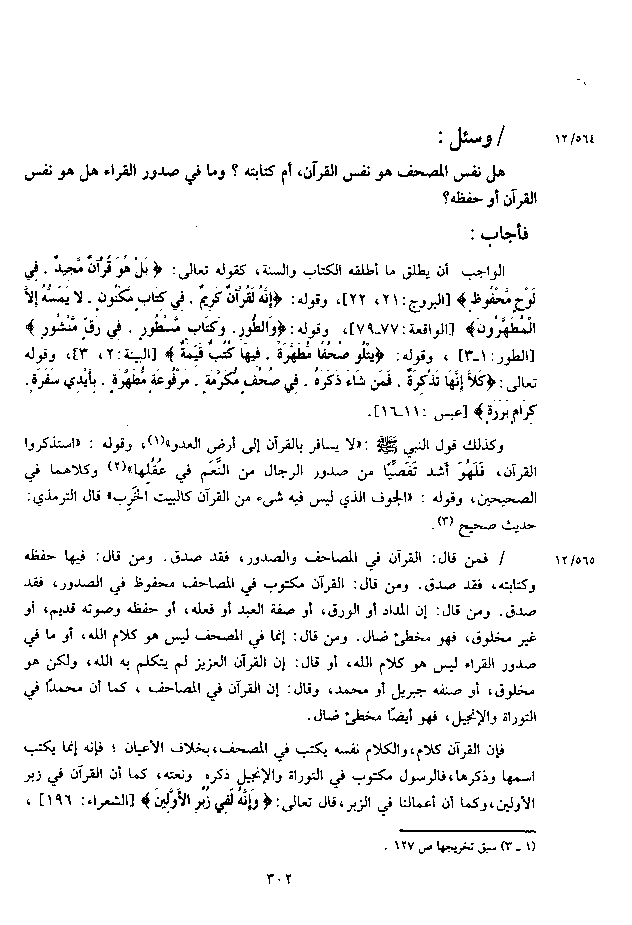 ١٢/٥٦٤
/ وسئل :
هل نفس المصحف هو نفس القرآن، أم كتابته ؟ وما في صدور القراء هل هو نفس
القرآن أو حفظه؟
فأجاب :
الواجب أن يطلق ما أطلقه الكتاب والسنة، كقوله تعالى: ﴿ بَلْ هُوَ قُرْآنٌ مَّجِيدٌ . فِي
لَوْحٍ مَّحْفُوظٍ ﴾ [البروج:٢١، ٢٢]، وقوله: ﴿إِنَّهُ لَقُرْآنٌ كَرِيمٌ . فِي كِتَابٍ مَّكْنُونٍ . لا يَمَسُّهُ إِلاَّ
الْمُطَهَّرُونَ﴾ [الواقعة:٧٧ـ٧٩]، وقوله: ﴿وَالطُّورِ. وَكِتَابٍ مَّسْطُورٍ . فِي رَقٍّ مَّنْشُورٍ ﴾
[الطور:١ـ٣] ، وقوله: ﴿يَتْلُو صُحُفًا مُّطَهَّرَةً . فِيهَا كُتُبٌ قَيِّمَةٌ ﴾ [البينة:٢، ٣]، وقوله
تعالى: ﴿كَلاَّ إِنَّهَا تَذْكِرَةٌ . فَمَن شَاءَ ذَكَرَهُ . فِي صُحُفٍ مُّكَرَّمَةٍ . مَرْفُوعَةٍ مُّطَهَّرَةٍ . بِأَيْدِي سَفَرَةٍ.
كِرَامٍ بَرَرَةٍ ﴾ [عبس :١١ـ١٦].
وكذلك قول النبي ﷺ :«لا يسافر بالقرآن إلى أرض العدو»(١)، وقوله : «استذكروا
القرآن، فَلَهُوَ أشد تَفَصِّيًا من صدور الرجال من النَّعَم في عُقُلِها»(٢) وكلاهما في
الصحيحين، وقوله : «الجوف الذي ليس فيه شىء من القرآن كالبيت الخَرِب» قال الترمذي:
حديث صحيح (٣).
١٢/٥٦٥
/ فمن قال: القرآن في المصاحف والصدور، فقد صدق. ومن قال: فيها حفظه
وكتابته، فقد صدق. ومن قال: القرآن مكتوب في المصاحف محفوظ في الصدور، فقد
صدق. ومن قال: إن المداد أو الورق، أو صفة العبد أو فعله، أو حفظه وصوته قديم، أو
غير مخلوق، فهو مخطئ ضال. ومن قال: إنما في المصحف ليس هو كلام الله، أو ما في
صدور القراء ليس هو كلام الله، أو قال: إن القرآن العزيز لم يتكلم به الله، ولكن هو
مخلوق، أو صنفه جبريل أو محمد، وقال: إن القرآن في المصاحف ، كما أن محمدًا في
التوراة والإنجيل، فهو أيضًا مخطئ ضال.
فإن القرآن كلام،والكلام نفسه يكتب في المصحف،بخلاف الأعيان ؛ فإنه إنما يكتب
اسمها وذكرها،فالرسول مكتوب في التوراة والإنجيل ذكره ونعته، كما أن القرآن في زبر
الأولين،وكما أن أعمالنا في الزبر،قال تعالى:﴿ وَإِنَّهُ لَفِي زُبُرِ الأَوَّلِينَ ﴾ [الشعراء: ١٩٦] ،
(١ ـ ٣) سبق تخريجها ص ١٢٧ .
٣٠٢